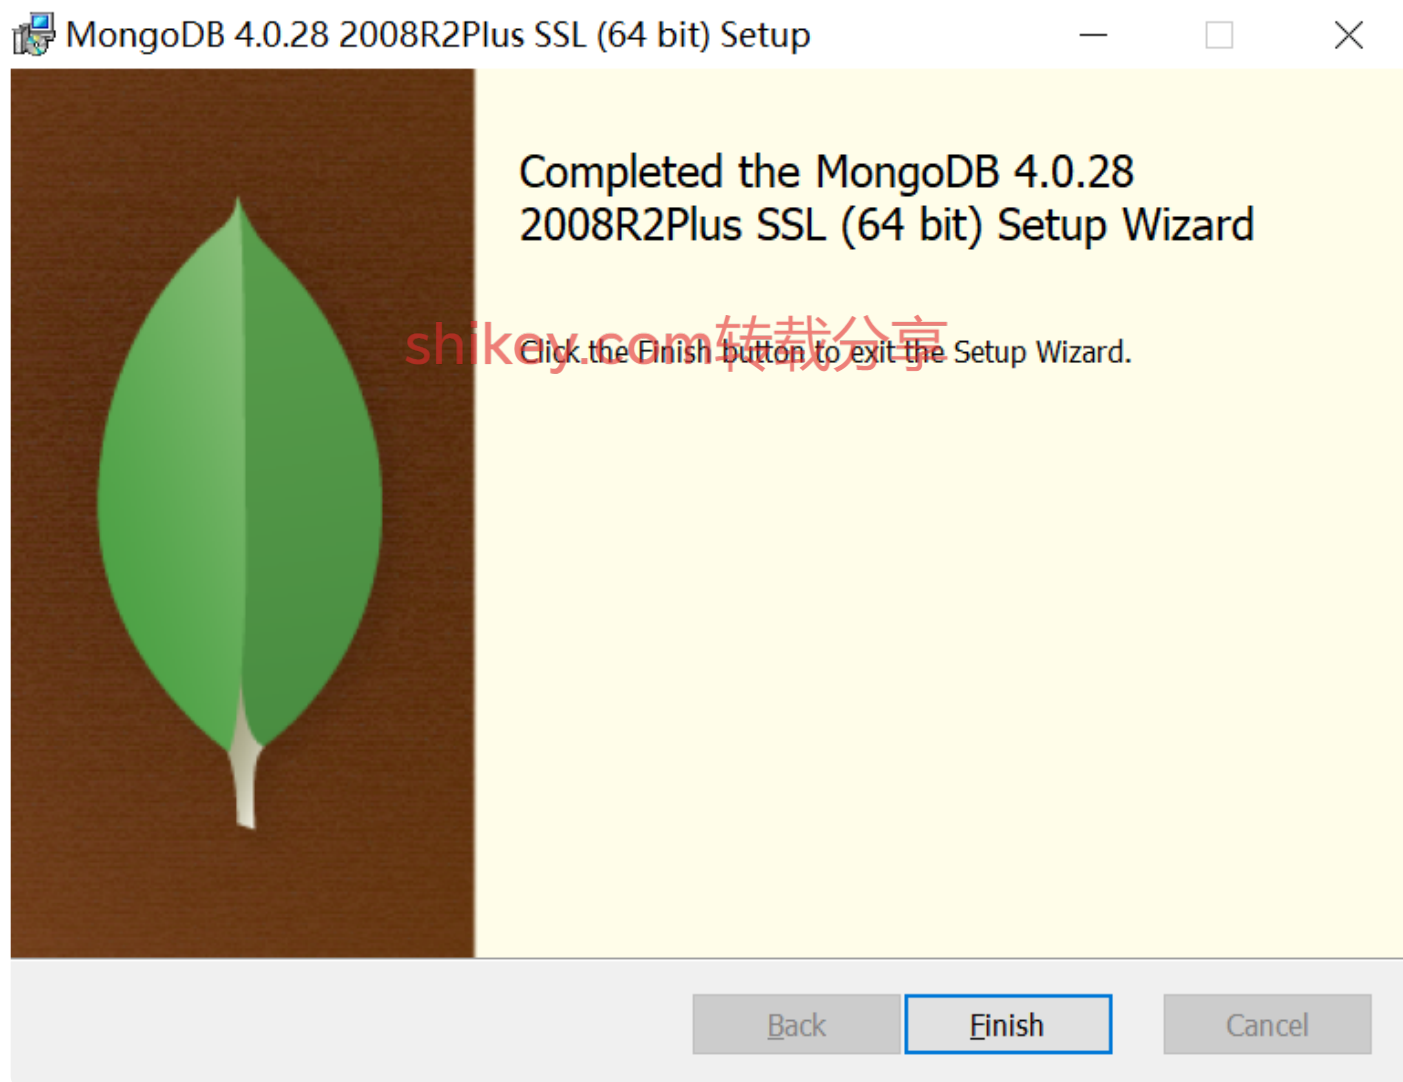 MongoDB 4.0.28 2008R2Plus SSL (64 bit) Setup
Completed the MongoDB 4.0.28
2008R2Plus SSL (64 bit) Setup Wizard
shikey.com转载分享
Click the Finish button to exit the Setup Wizard.
Back
Finish
Cancel